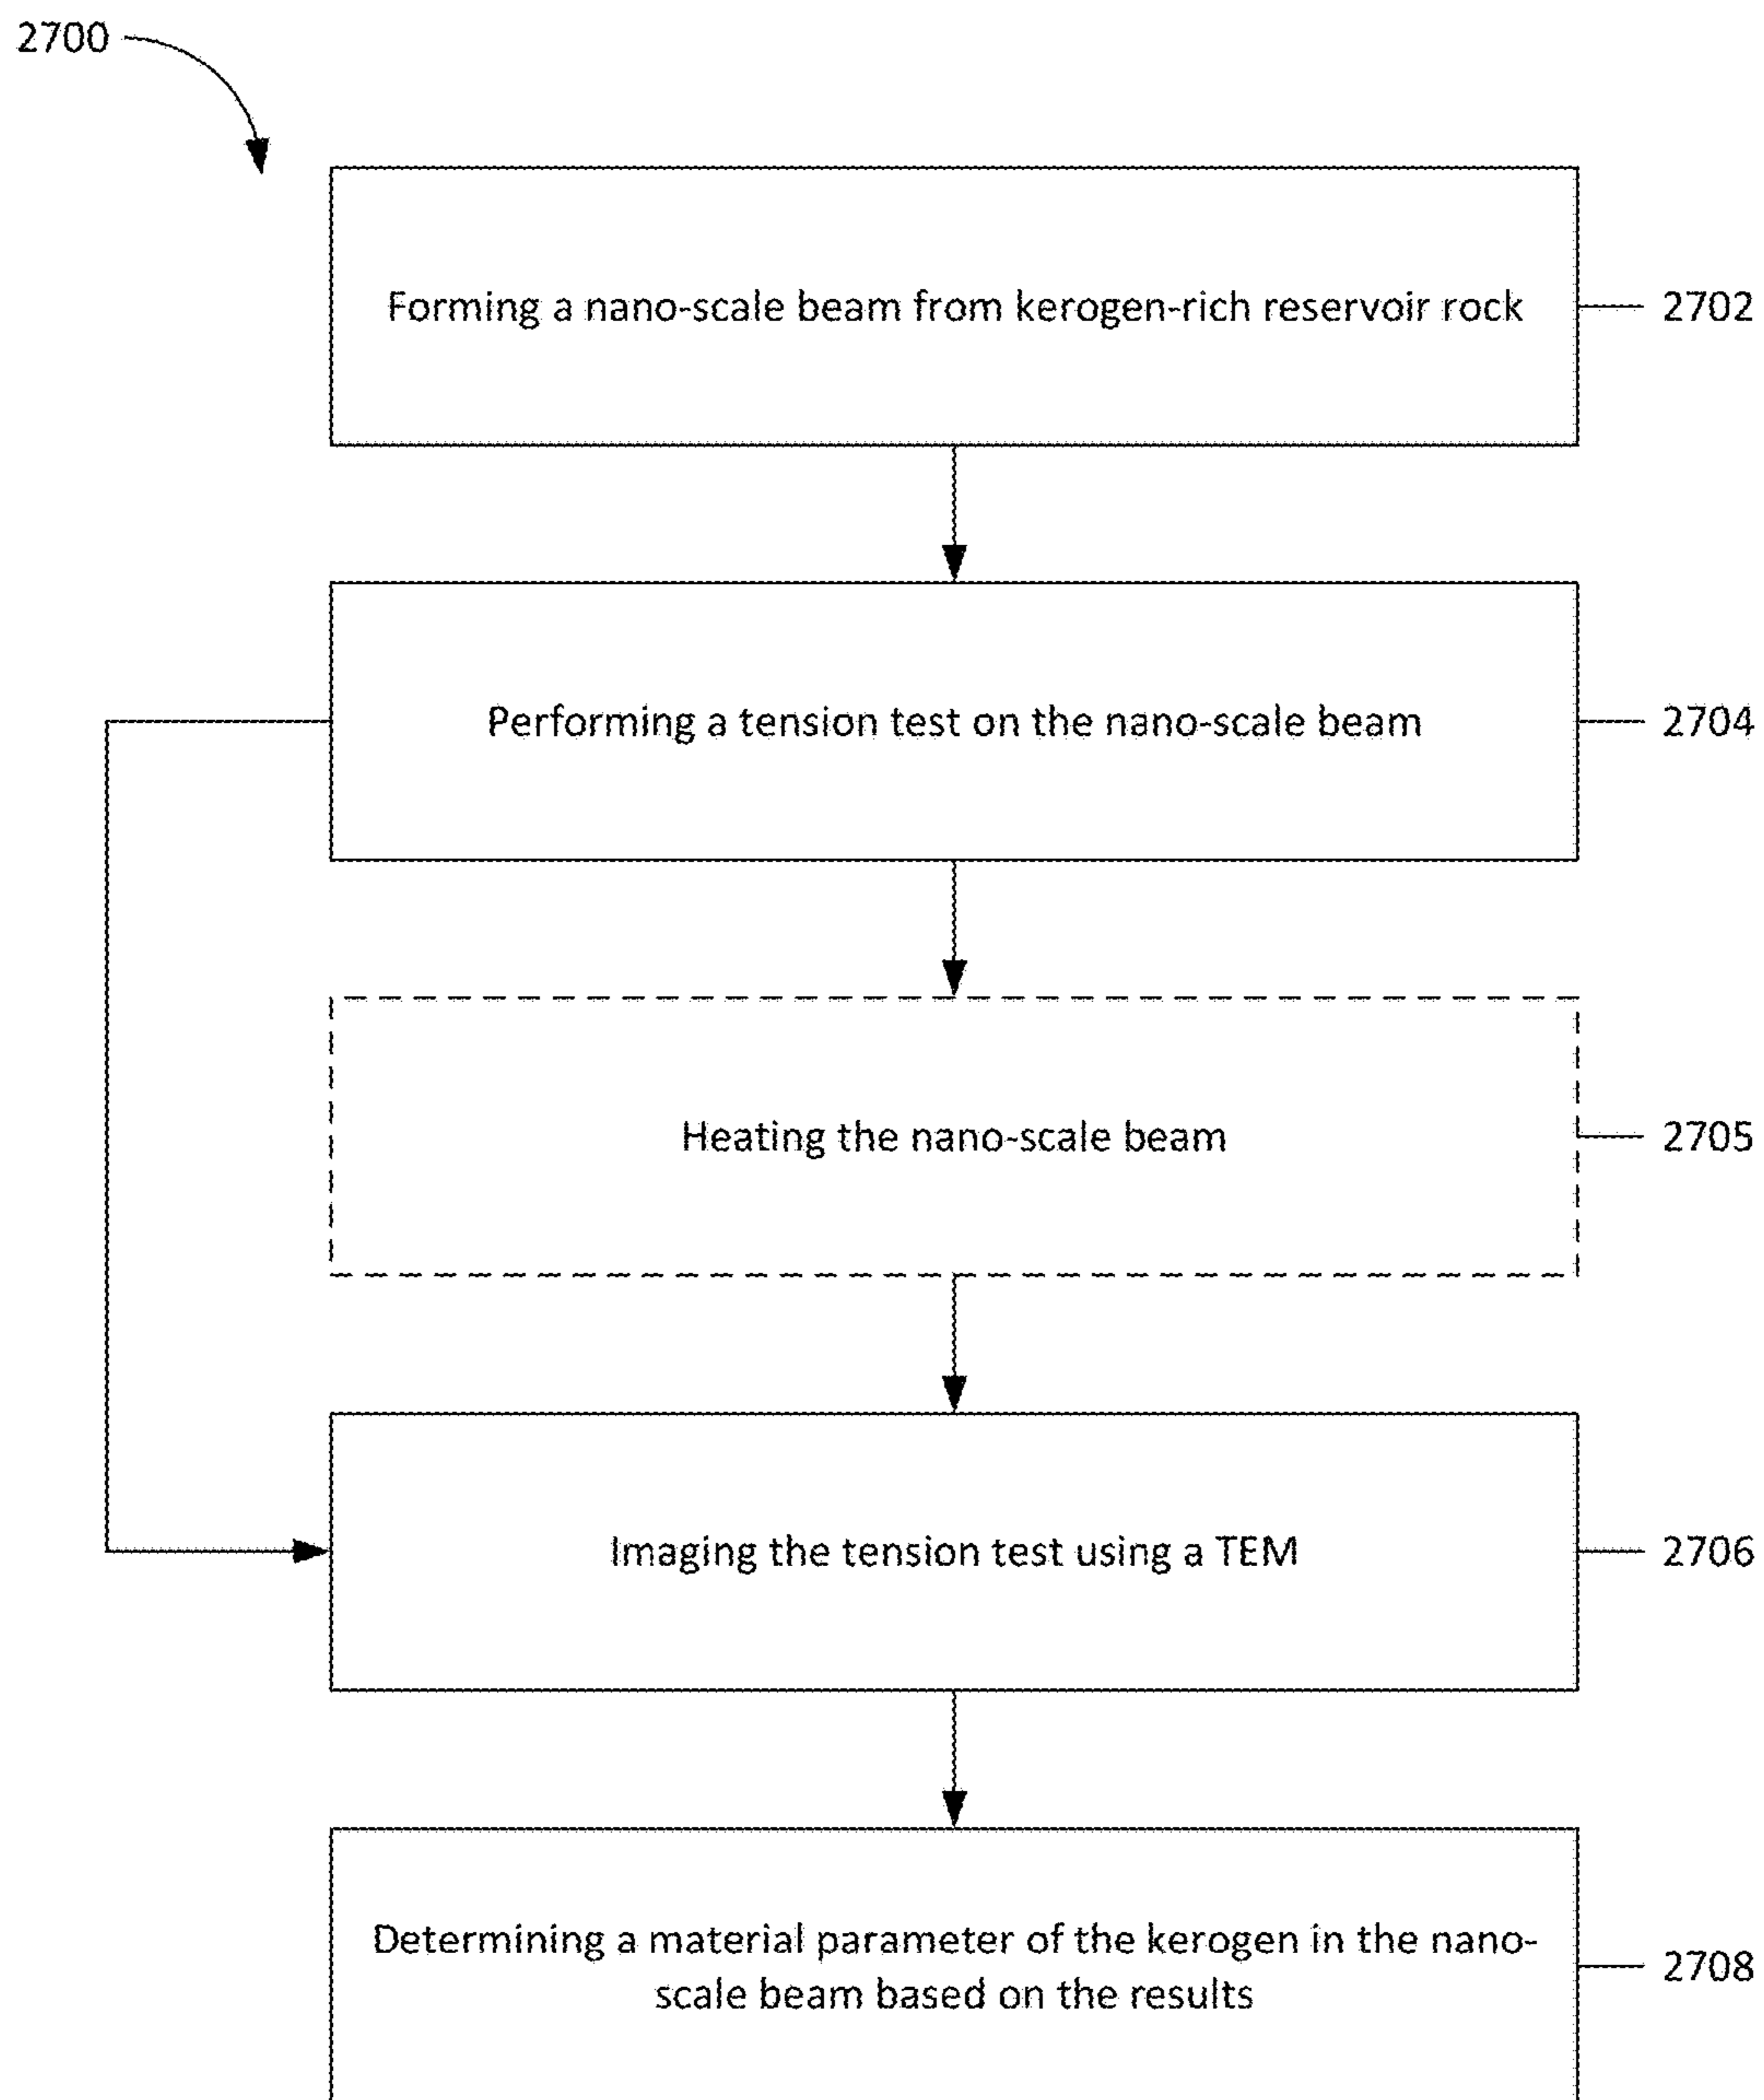 2700
Forming a nano-scale beam from kerogen-rich reservoir rock
2702
Performing a tension test on the nano-scale beam
2704
Heating the nano-scale beam
2705
Imaging the tension test using a TEM
2706
Determining a material parameter of the kerogen in the nano-
scale beam based on the results
2708